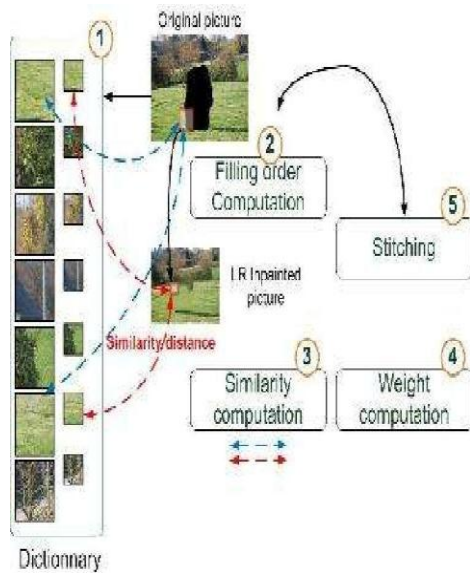 Original picture
1
2
Filling order
Computation
5
Stitching
LR Inpainted
picture
Similarity/distance
3
Similarity
computation
4
Weight
computation
Dictionnary